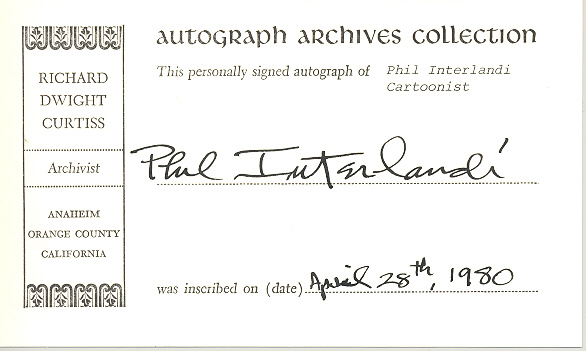 AUTOGRAPH ARCHIVES COLLECTION
This personally signed autograph of Phil Interlandi
Cartoonist
RICHARD
DWIGHT
CURTISS
Archivist
ANAHEIM
ORANGE COUNTY
CALIFORNIA
Phil Interlandi
was inscribed on (date) April 28th, 1980